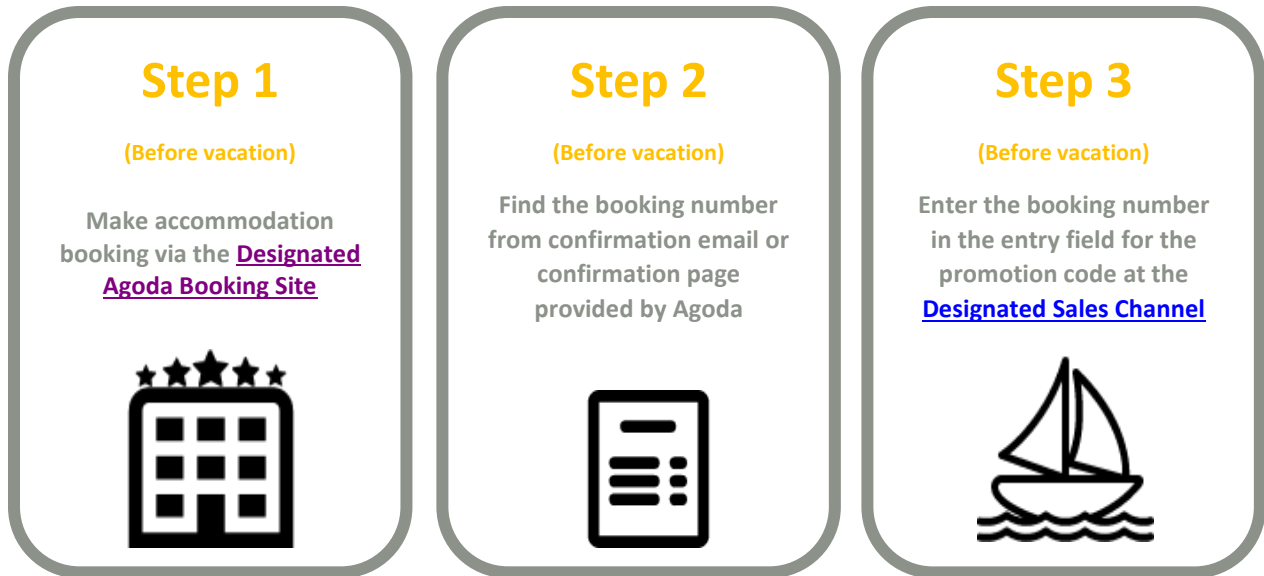 Step 1
(Before vacation)
Make accommodation
booking via the Designated
Agoda Booking Site
Step 2
(Before vacation)
Find the booking number
from confirmation email or
confirmation page
provided by Agoda
Step 3
(Before vacation)
Enter the booking number
in the entry field for the
promotion code at the
Designated Sales Channel